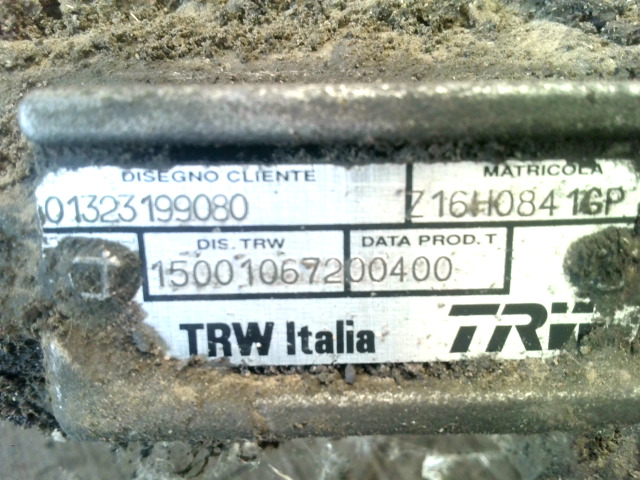 DISEGNO CLIENTE MATRICOLA
01323199080 Z16H0841GP
DIS. TRW DATA PROD. T
15001067200400
TRW Italia TRW